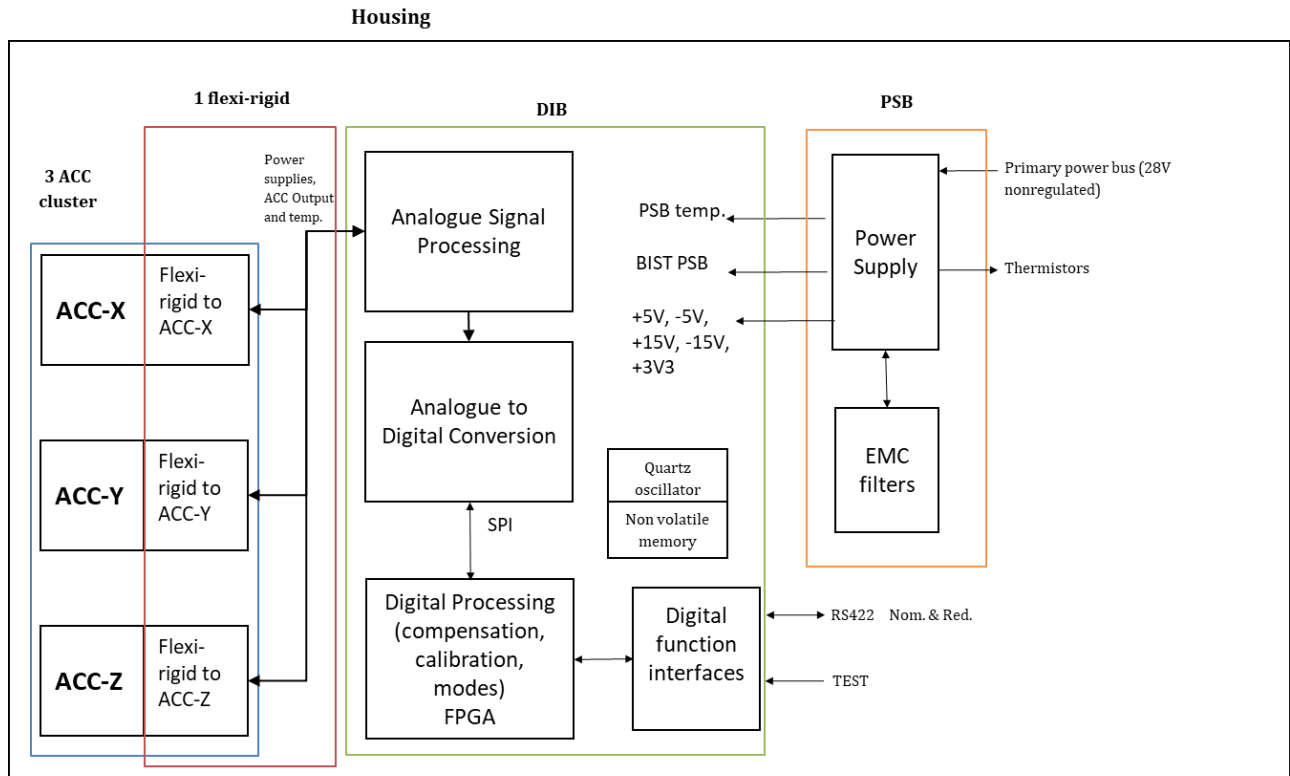 Housing
1 flexi-rigid
DIB
PSB
3 ACC
cluster
Power
supplies,
ACC Output
and temp.
ACC-X
Flexi-
rigid to
ACC-X
ACC-Y
Flexi-
rigid to
ACC-Y
ACC-Z
Flexi-
rigid to
ACC-Z
Analogue Signal
Processing
Analogue to
Digital Conversion
SPI
Digital Processing
(compensation,
calibration,
modes)
FPGA
Quartz
oscillator
Non volatile
memory
Digital
function
interfaces
PSB temp.
BIST PSB
+5V, -5V,
+15V, -15V,
+3V3
Power
Supply
EMC
filters
Primary power bus (28V
nonregulated)
Thermistors
RS422 Nom. & Red.
TEST